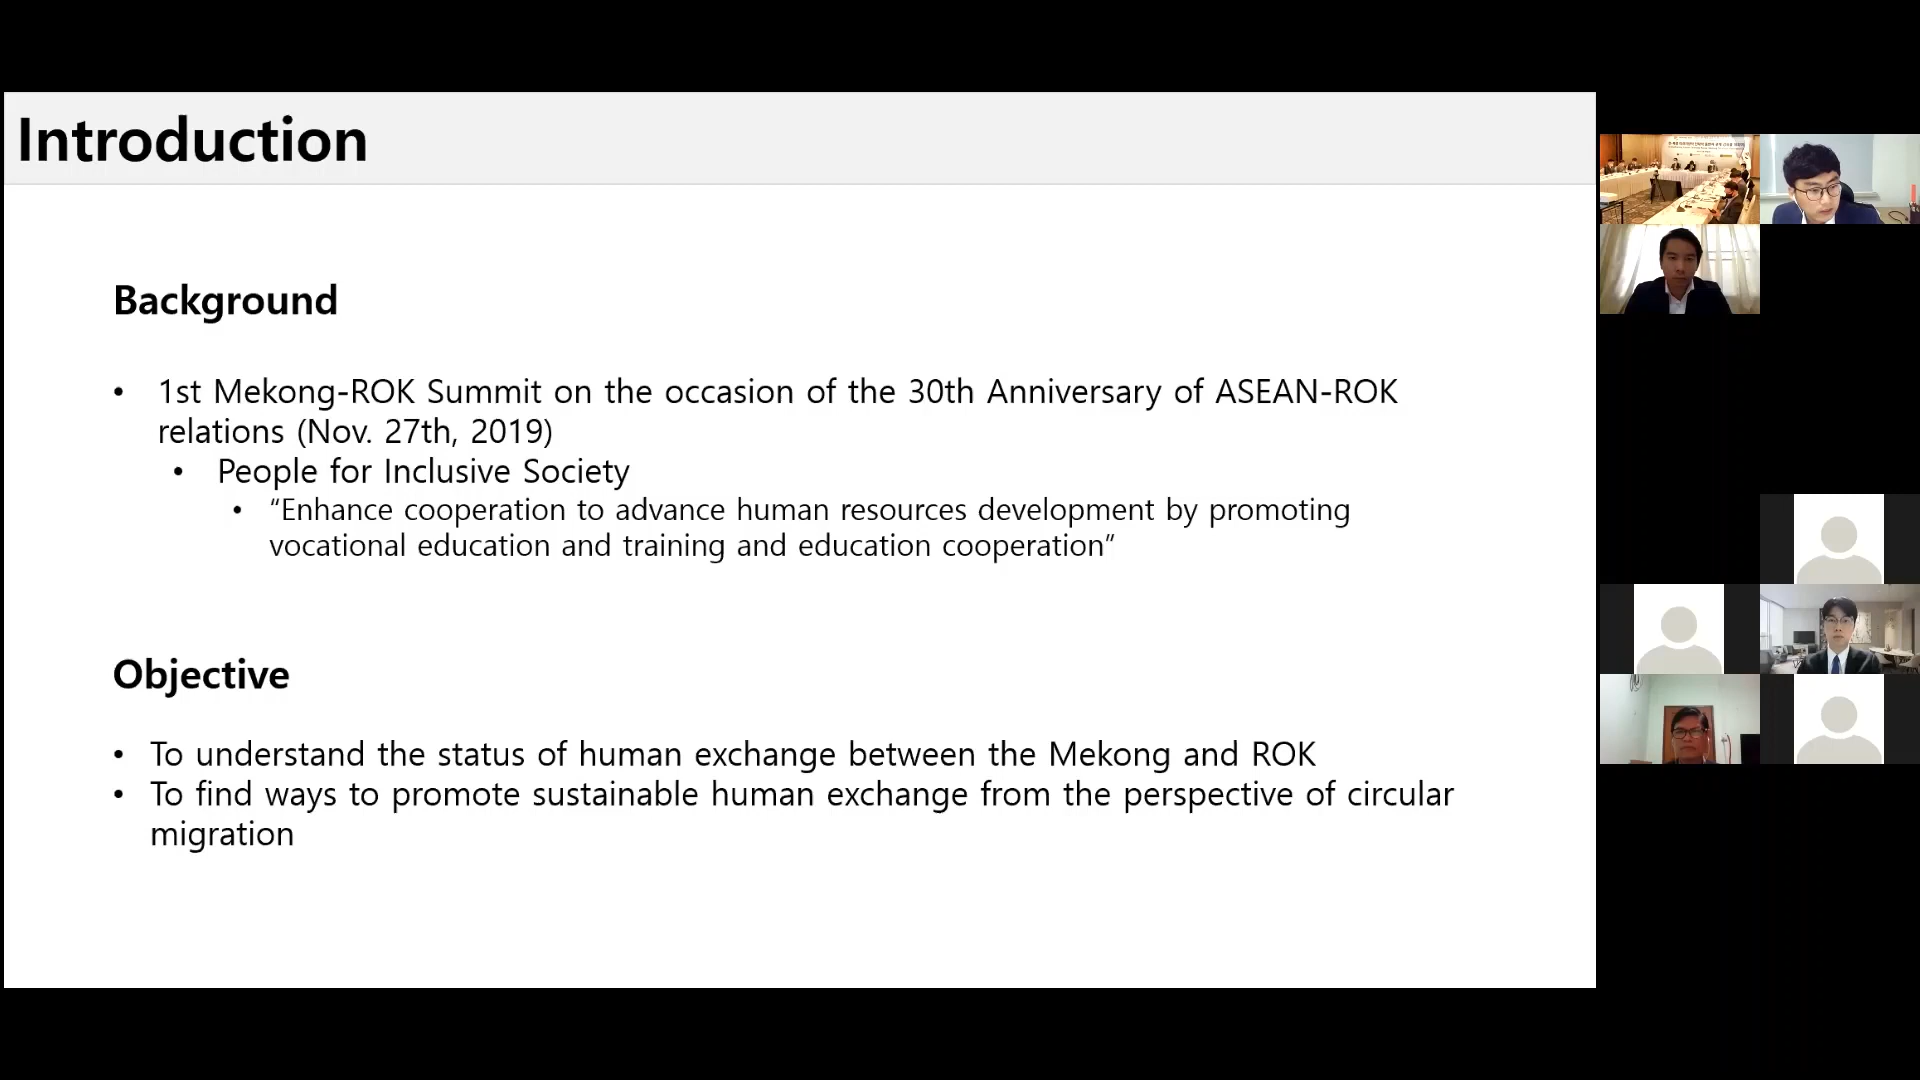 Introduction
Background
• 1st Mekong-ROK Summit on the occasion of the 30th Anniversary of ASEAN-ROK
relations (Nov. 27th, 2019)
• People for Inclusive Society
• “Enhance cooperation to advance human resources development by promoting
vocational education and training and education cooperation”
Objective
• To understand the status of human exchange between the Mekong and ROK
• To find ways to promote sustainable human exchange from the perspective of circular
migration